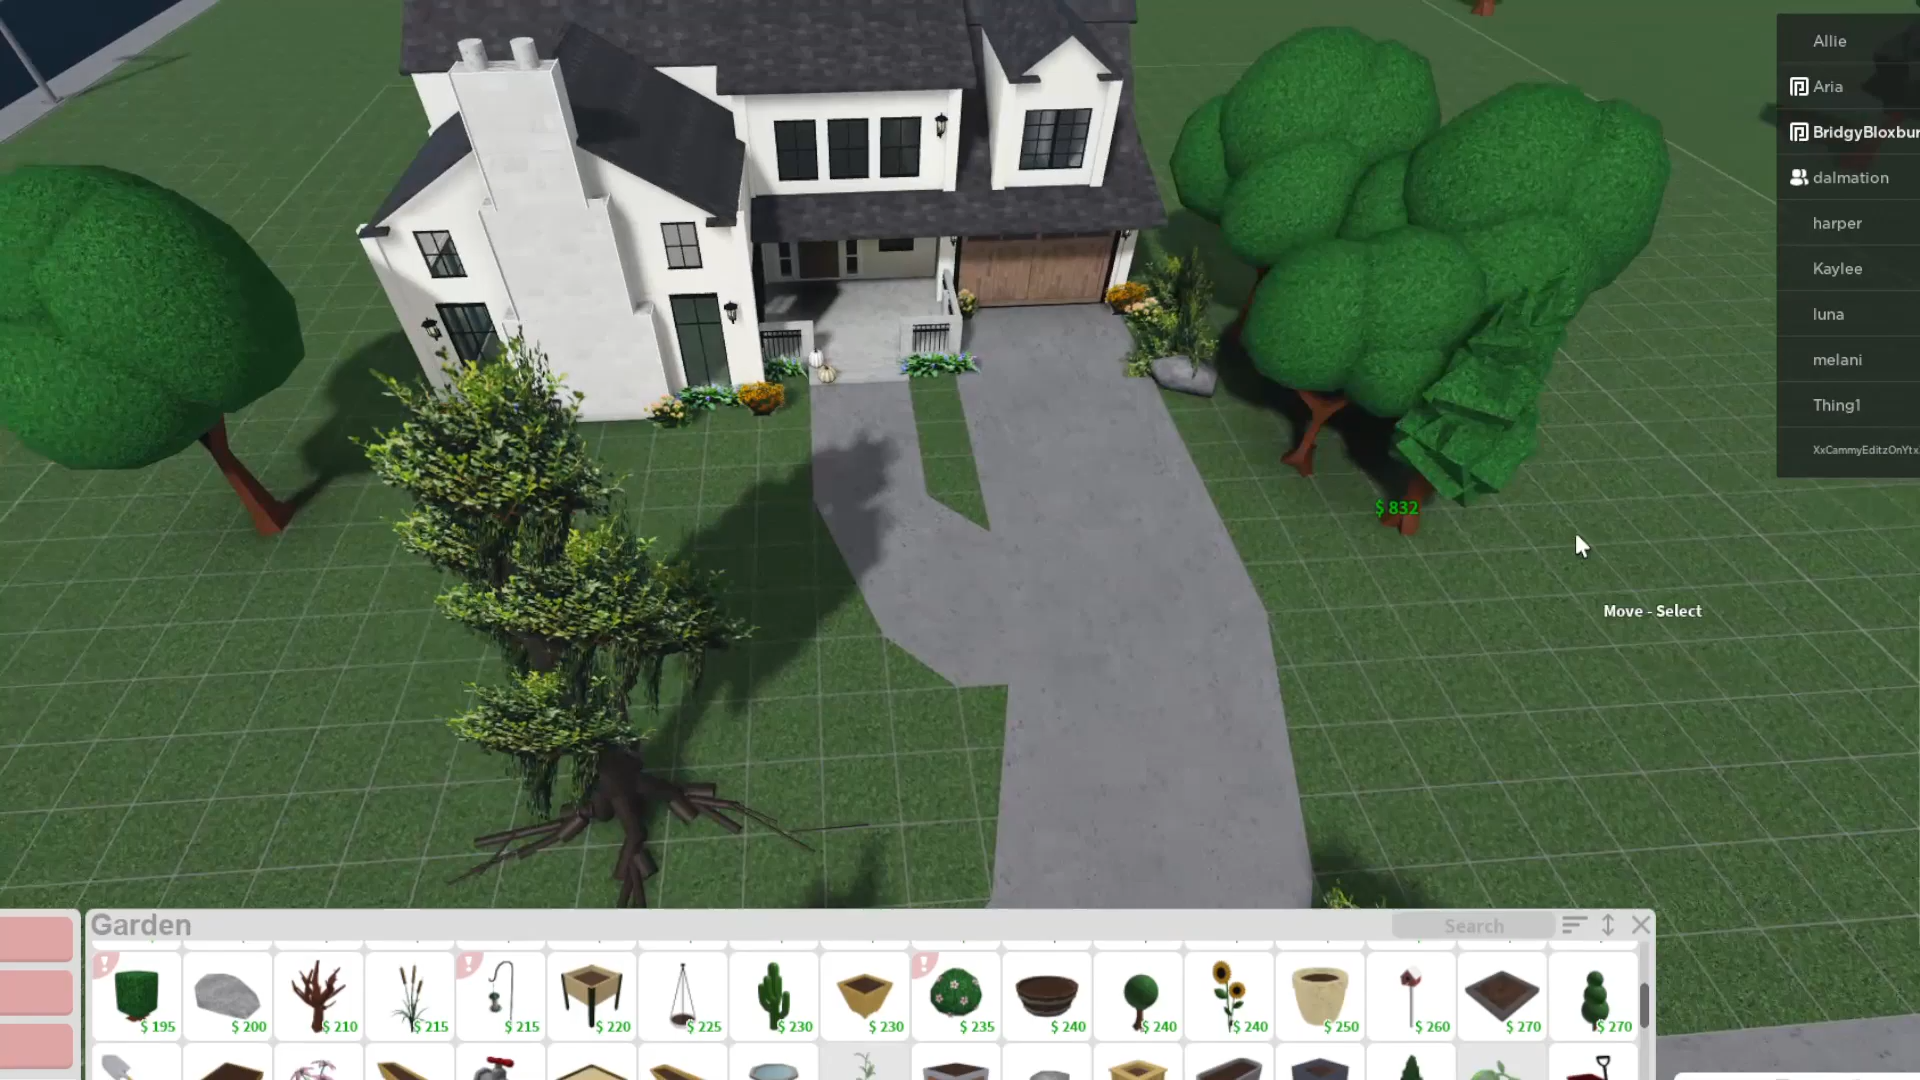 Allie
Aria
BridgyBloxbur
dalmation
harper
Kaylee
luna
melani
Thing1
XxCammyEditzOnYtx
$ 832
Move - Select
Garden
Search
$ 195
$ 200
$ 210
$ 215
$ 215
$ 220
$ 225
$ 230
$ 230
$ 235
$ 240
$ 240
$ 240
$ 250
$ 260
$ 270
$ 270